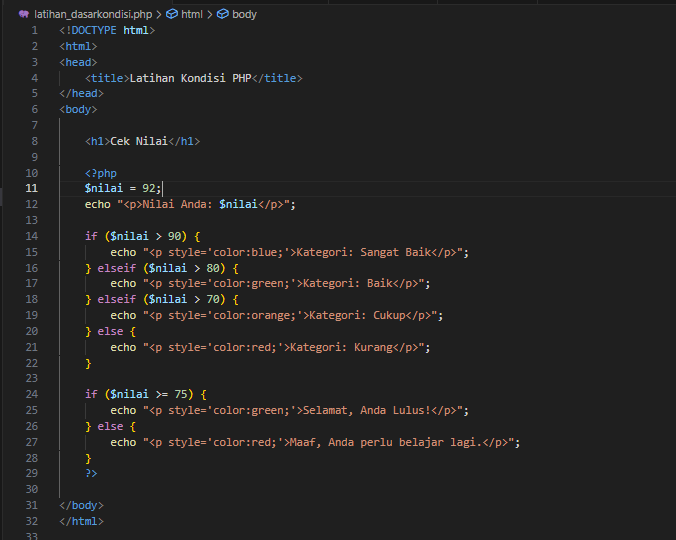 latihan_dasarkondisi.php > html > body
1 <!DOCTYPE html>
2 <html>
3 <head>
4     <title>Latihan Kondisi PHP</title>
5 </head>
6 <body>
7
8     <h1>Cek Nilai</h1>
9
10     <?php
11     $nilai = 92;
12     echo "<p>Nilai Anda: $nilai</p>";
13
14     if ($nilai > 90) {
15         echo "<p style='color:blue;'>Kategori: Sangat Baik</p>";
16     } elseif ($nilai > 80) {
17         echo "<p style='color:green;'>Kategori: Baik</p>";
18     } elseif ($nilai > 70) {
19         echo "<p style='color:orange;'>Kategori: Cukup</p>";
20     } else {
21         echo "<p style='color:red;'>Kategori: Kurang</p>";
22     }
23
24     if ($nilai >= 75) {
25         echo "<p style='color:green;'>Selamat, Anda Lulus!</p>";
26     } else {
27         echo "<p style='color:red;'>Maaf, Anda perlu belajar lagi.</p>";
28     }
29     ?>
30
31 </body>
32 </html>
33